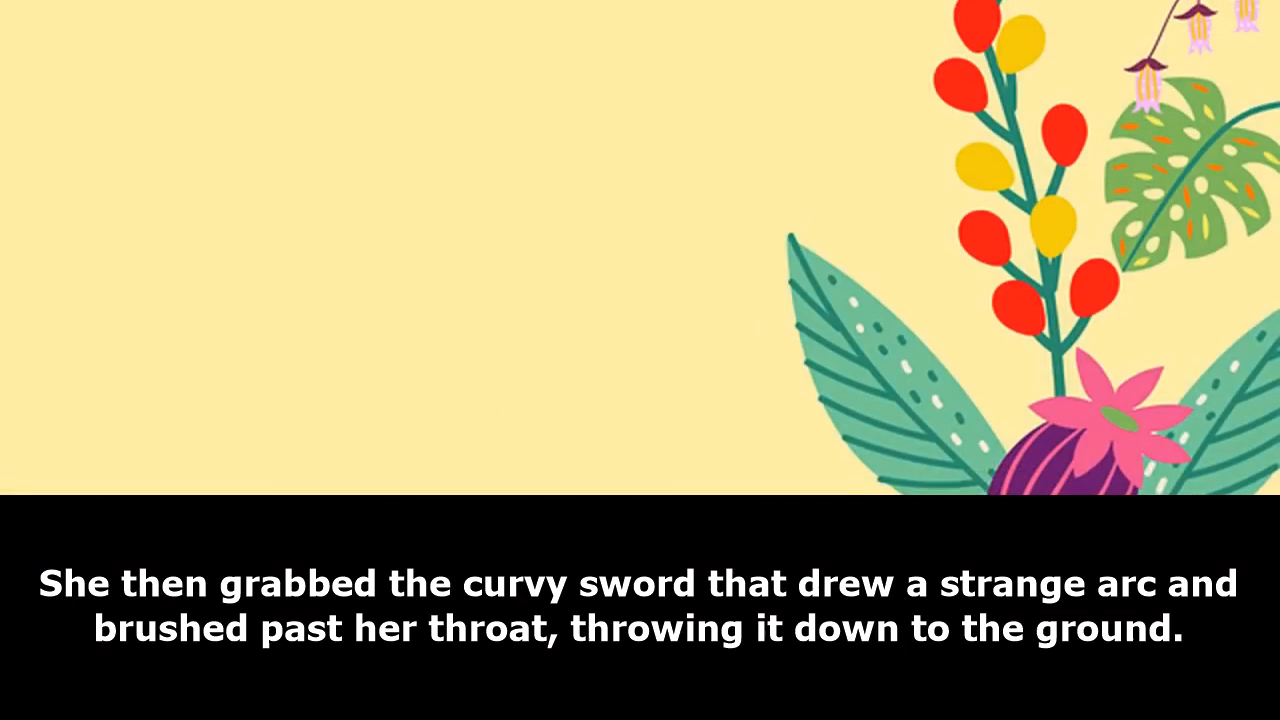 She then grabbed the curvy sword that drew a strange arc and
brushed past her throat, throwing it down to the ground.